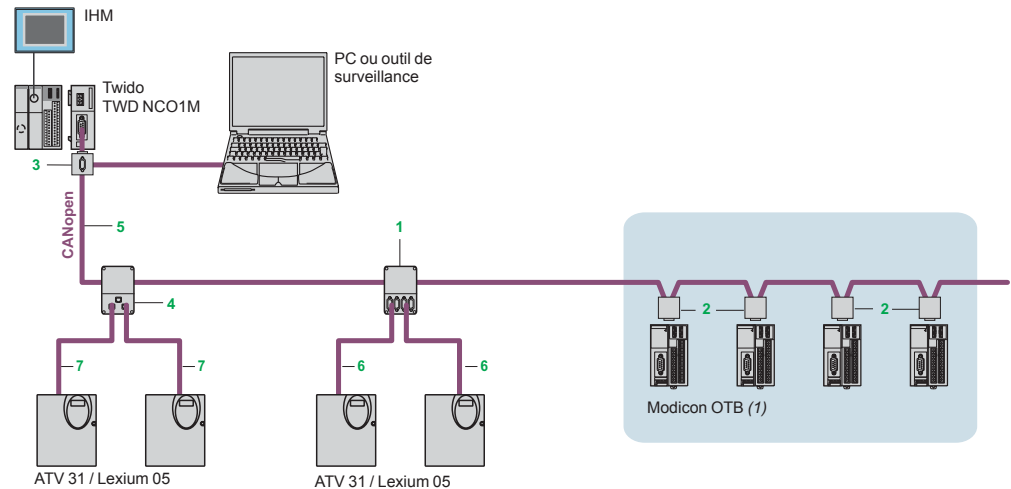 IHM
PC ou outil de
surveillance
Twido
TWD NCO1M
3
CANopen
5
1
4
2
2
7
7
6
6
Modicon OTB (1)
ATV 31 / Lexium 05
ATV 31 / Lexium 05